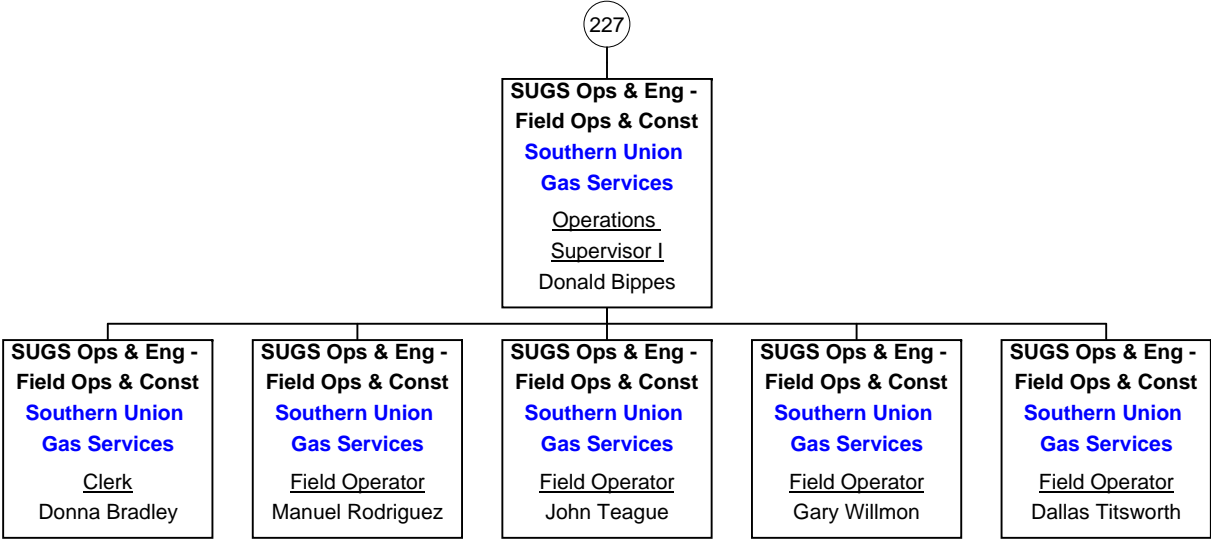 227
SUGS Ops & Eng -
Field Ops & Const
Southern Union
Gas Services
Operations
Supervisor I
Donald Bippes
SUGS Ops & Eng -
Field Ops & Const
Southern Union
Gas Services
Clerk
Donna Bradley
SUGS Ops & Eng -
Field Ops & Const
Southern Union
Gas Services
Field Operator
Manuel Rodriguez
SUGS Ops & Eng -
Field Ops & Const
Southern Union
Gas Services
Field Operator
John Teague
SUGS Ops & Eng -
Field Ops & Const
Southern Union
Gas Services
Field Operator
Gary Willmon
SUGS Ops & Eng -
Field Ops & Const
Southern Union
Gas Services
Field Operator
Dallas Titsworth